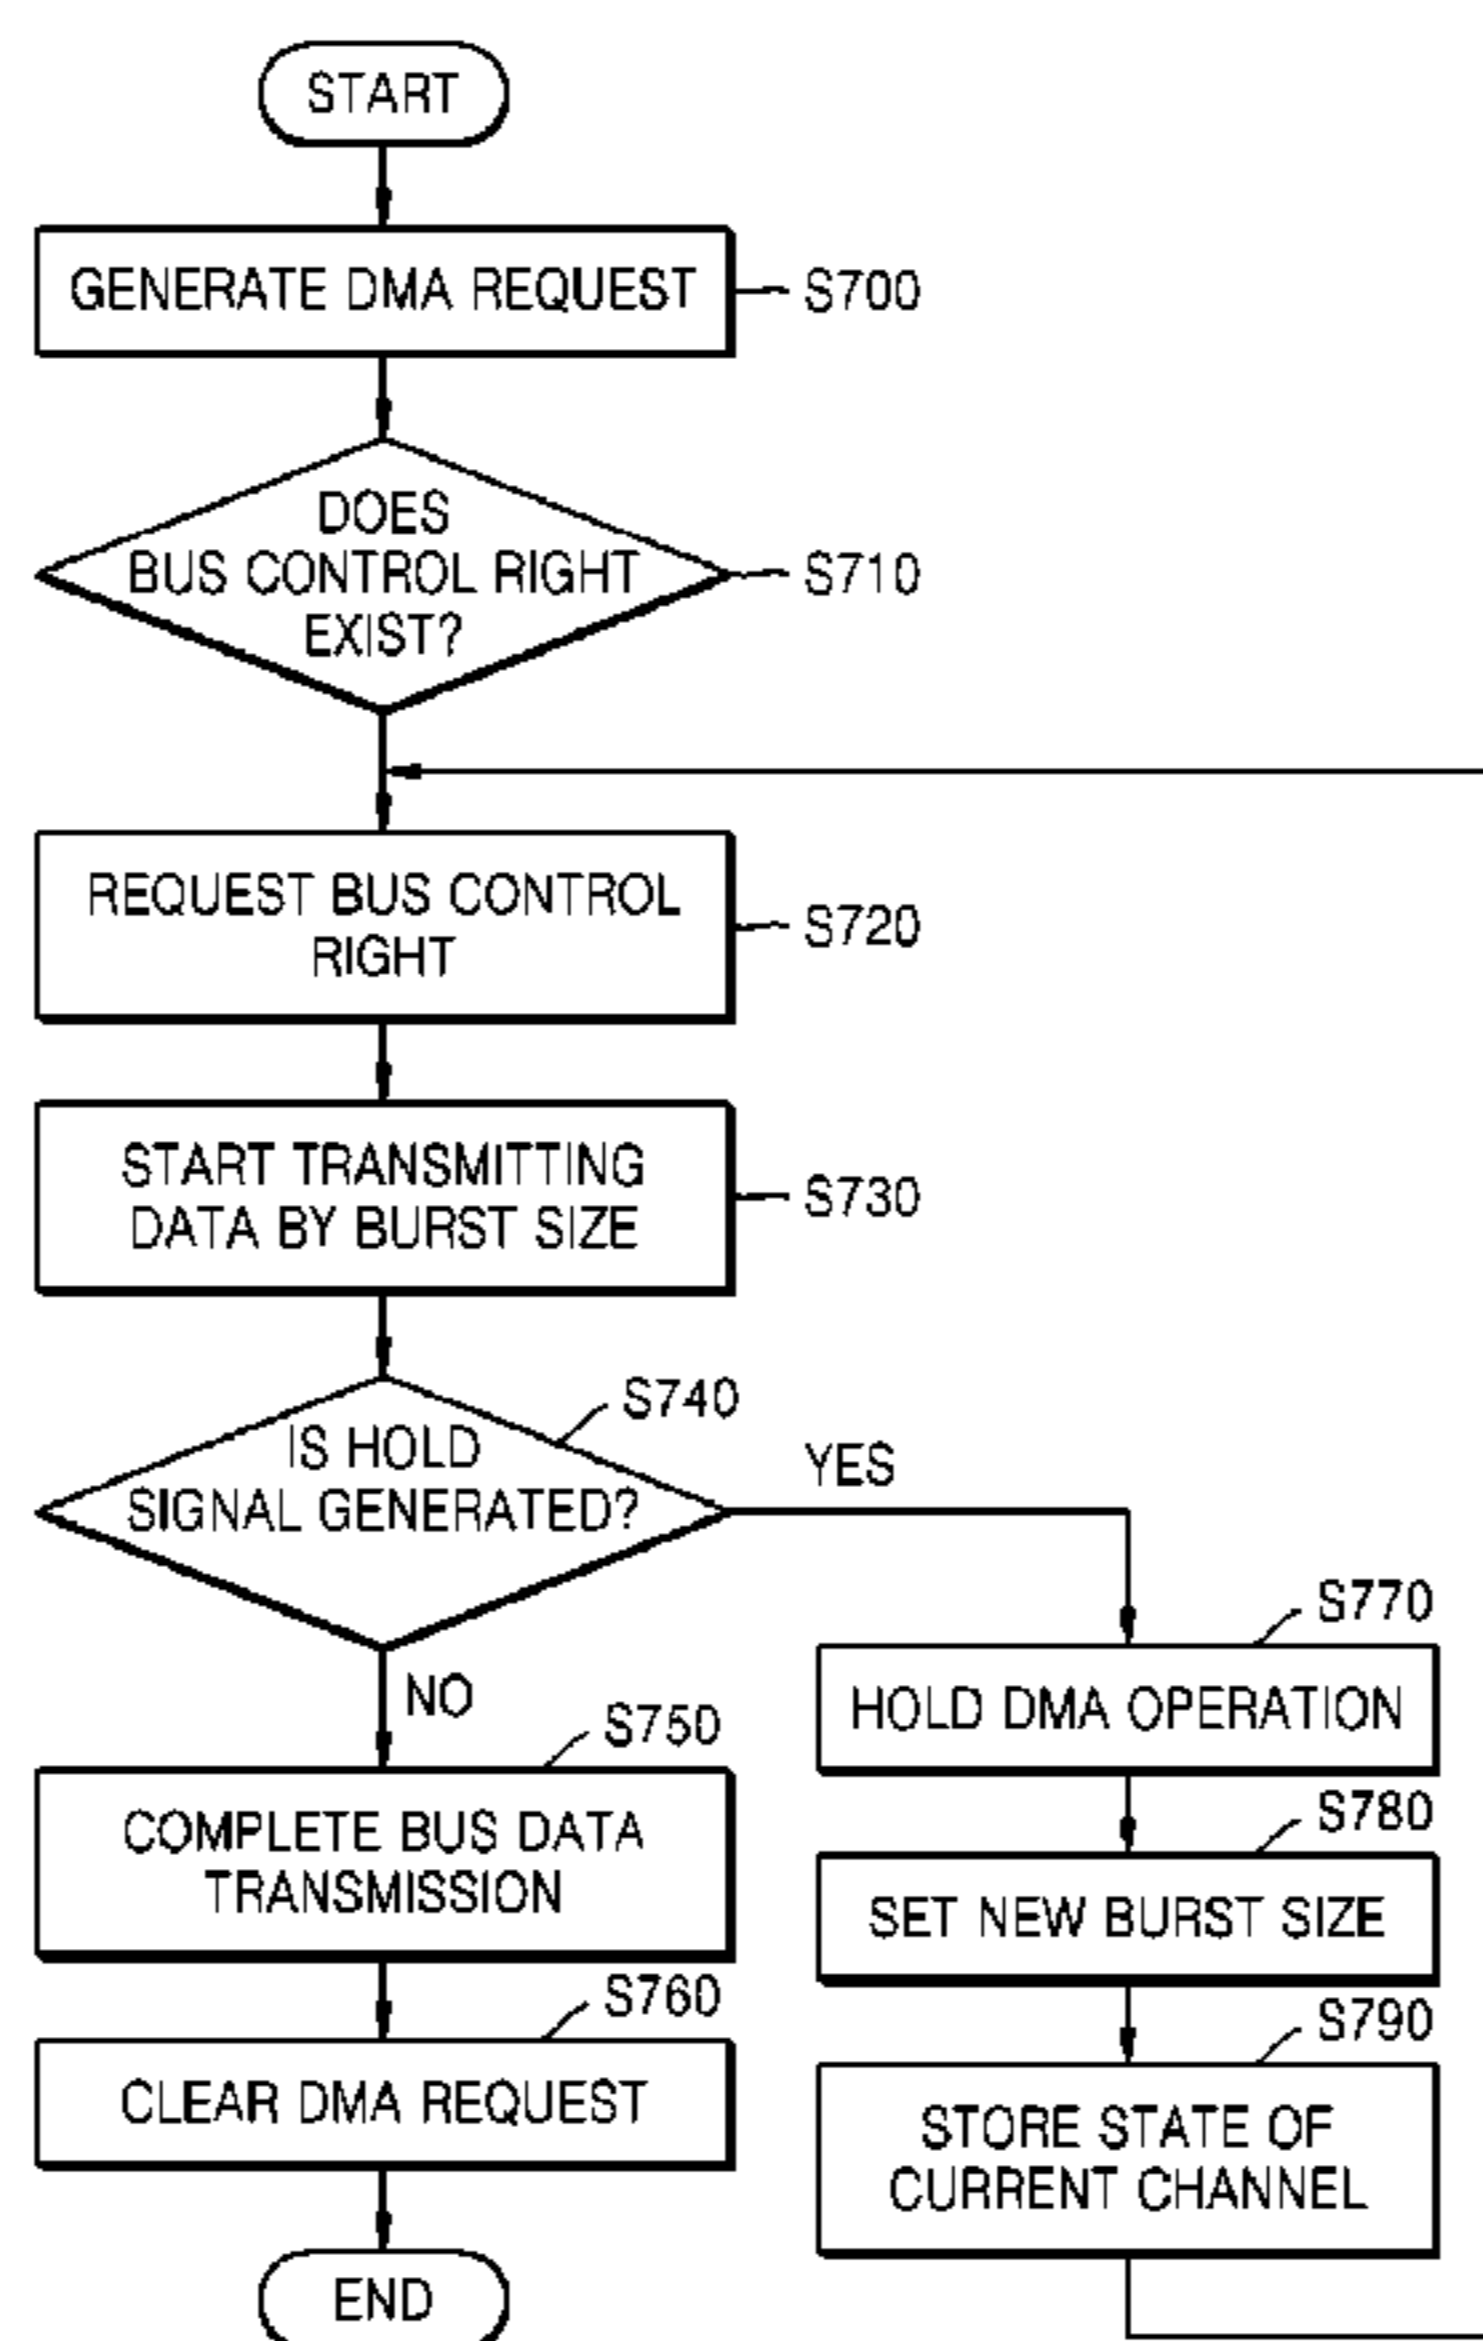 START
GENERATE DMA REQUEST
S700
DOES
BUS CONTROL RIGHT
EXIST?
S710
REQUEST BUS CONTROL
RIGHT
S720
START TRANSMITTING
DATA BY BURST SIZE
S730
IS HOLD
SIGNAL GENERATED?
S740
YES
NO
S750
COMPLETE BUS DATA
TRANSMISSION
S760
CLEAR DMA REQUEST
END
S770
HOLD DMA OPERATION
S780
SET NEW BURST SIZE
S790
STORE STATE OF
CURRENT CHANNEL